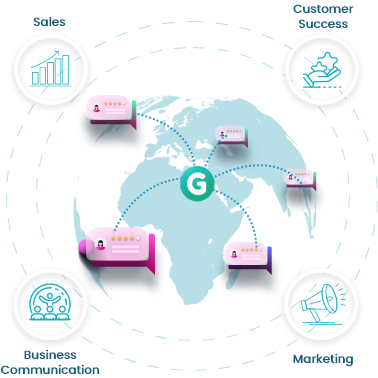 Sales
Customer
Success
G
Business
Communication
Marketing